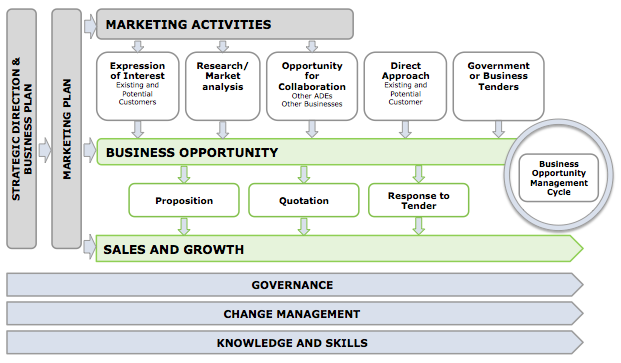 STRATEGIC DIRECTION &
BUSINESS PLAN
MARKETING PLAN
MARKETING ACTIVITIES
Expression
of Interest
Existing and
Potential
Customers
Research/
Market
analysis
Opportunity
for
Collaboration
Other ADEs
Other Businesses
Direct
Approach
Existing and
Potential
Customer
Government
or Business
Tenders
BUSINESS OPPORTUNITY
Business
Opportunity
Management
Cycle
Proposition
Quotation
Response to
Tender
SALES AND GROWTH
GOVERNANCE
CHANGE MANAGEMENT
KNOWLEDGE AND SKILLS